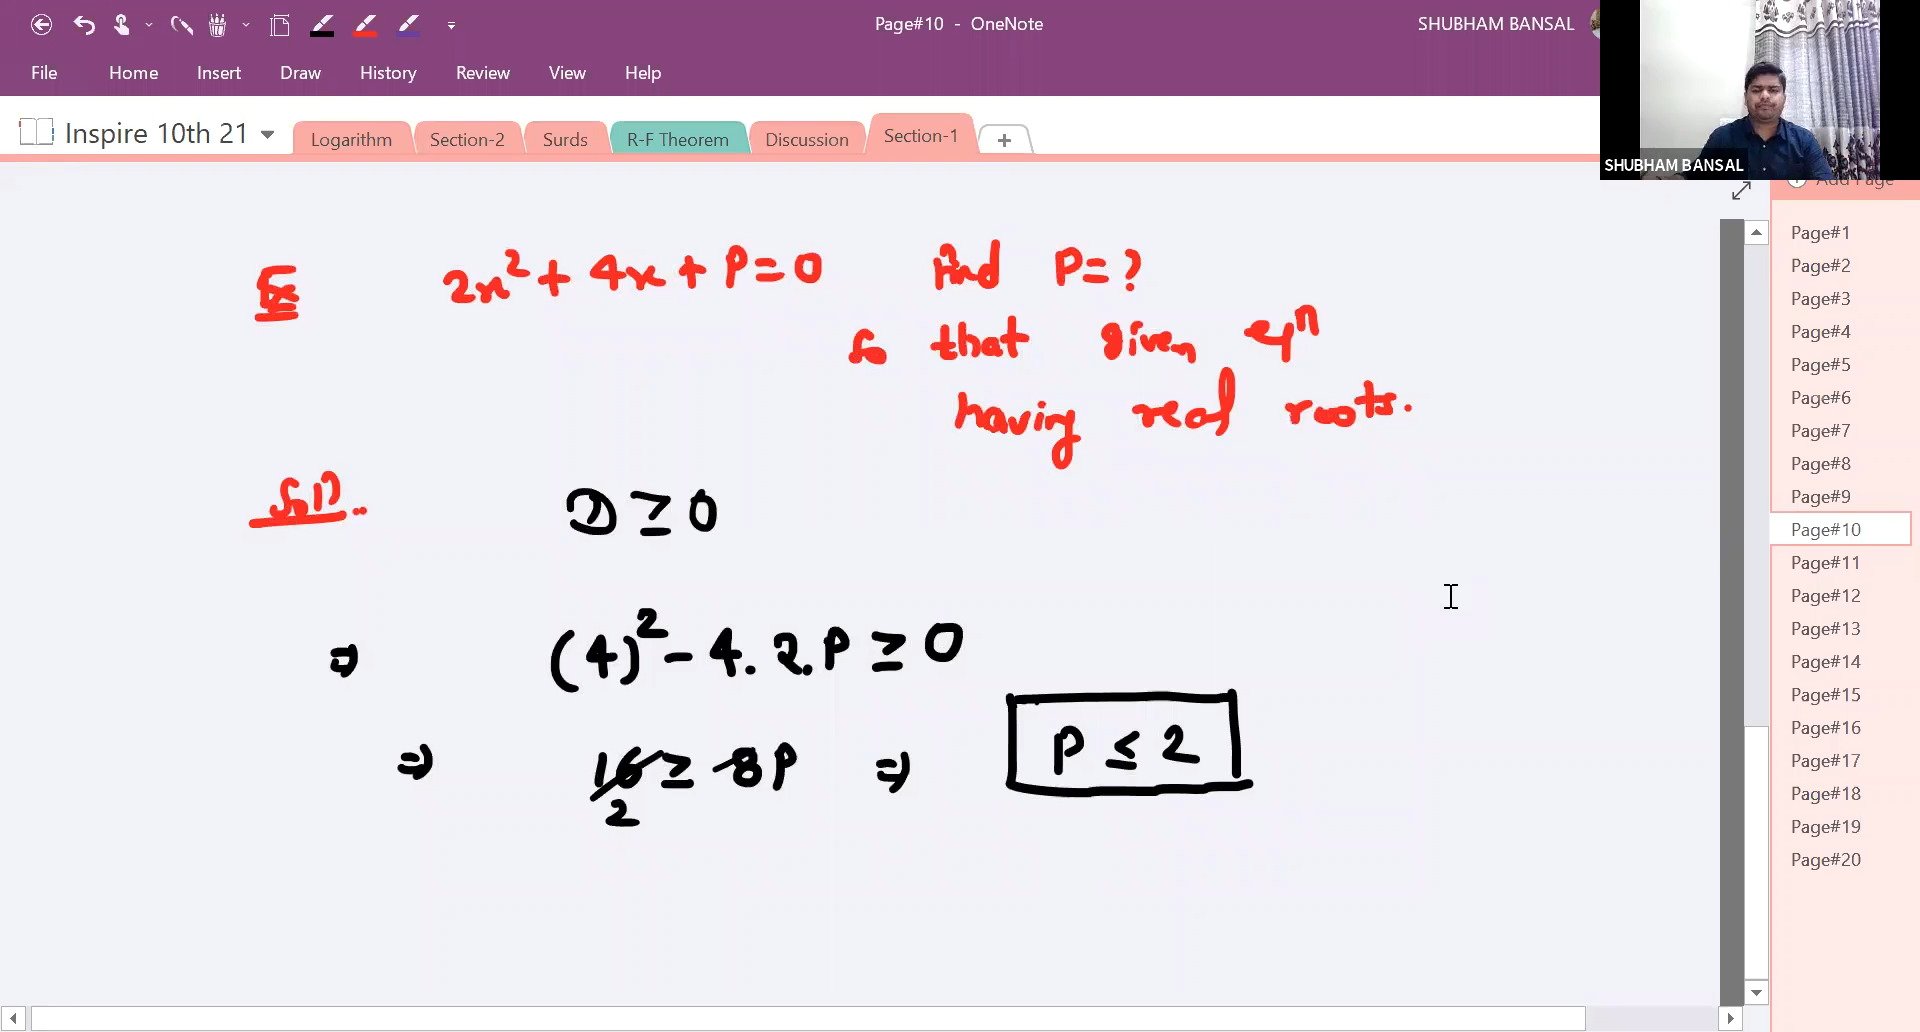 Page#10 - OneNote
SHUBHAM BANSAL
File Home Insert Draw History Review View Help
SHUBHAM BANSAL
Inspire 10th 21
Logarithm Section-2 Surds R-F Theorem Discussion Section-1 +
Add Page
Ex 2x² + 4x + P = 0 Find P = ?
so that given eqⁿ
having real roots.
Solⁿ..
D ≥ 0
⇒ (4)² - 4.2.P ≥ 0
⇒ 16 ≥ 8P ⇒ P ≤ 2
2
Page#1
Page#2
Page#3
Page#4
Page#5
Page#6
Page#7
Page#8
Page#9
Page#10
Page#11
Page#12
Page#13
Page#14
Page#15
Page#16
Page#17
Page#18
Page#19
Page#20